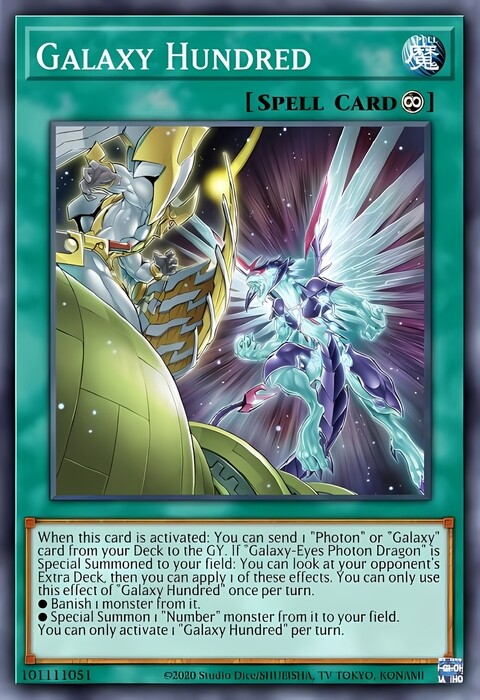 GALAXY HUNDRED
魔
[SPELL CARD∞]
When this card is activated: You can send 1 "Photon" or "Galaxy"
card from your Deck to the GY. If "Galaxy-Eyes Photon Dragon" is
Special Summoned to your field: You can look at your opponent's
Extra Deck, then you can apply 1 of these effects. You can only use
this effect of "Galaxy Hundred" once per turn.
● Banish 1 monster from it.
● Special Summon 1 "Number" monster from it to your field.
You can only activate 1 "Galaxy Hundred" per turn.
101111051
©2020 Studio Dice/SHUEISHA, TV TOKYO, KONAMI